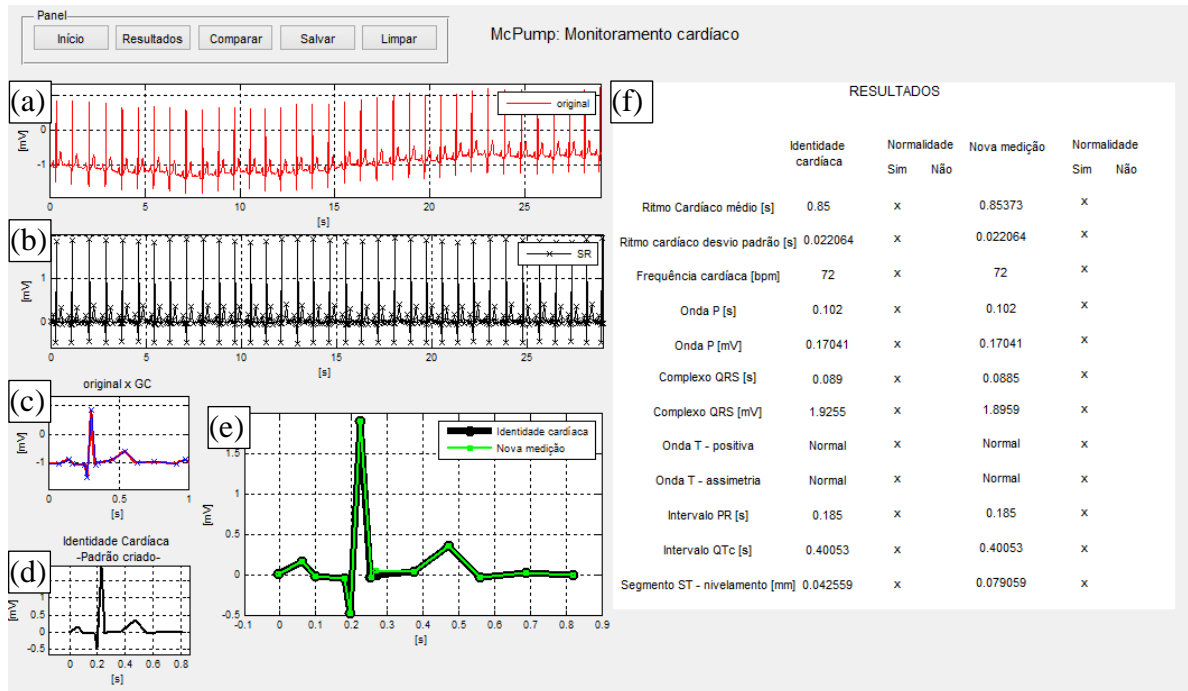 Panel
Início Resultados Comparar Salvar Limpar
McPump: Monitoramento cardíaco
(a)
original
0
-1
[mV]
0 5 10 15 20 25
[s]
(b)
SR
1
0
[mV]
0 5 10 15 20 25
[s]
(c)
original x GC
0
-1
[mV]
0 0.5 1
[s]
(d)
Identidade Cardíaca
-Padrão criado-
0.5
0
-0.5
[mV]
0 0.2 0.4 0.6 0.8
[s]
(e)
Identidade cardíaca
Nova medição
1.5
1
0.5
0
-0.5
[mV]
-0.1 0 0.1 0.2 0.3 0.4 0.5 0.6 0.7 0.8 0.9
[s]
(f)
RESULTADOS
Identidade cardíaca Normalidade Nova medição Normalidade
Sim Não Sim Não
Ritmo Cardíaco médio [s] 0.85 x 0.85373 x
Ritmo cardíaco desvio padrão [s] 0.022064 x 0.022064 x
Frequência cardíaca [bpm] 72 x 72 x
Onda P [s] 0.102 x 0.102 x
Onda P [mV] 0.17041 x 0.17041 x
Complexo QRS [s] 0.089 x 0.0885 x
Complexo QRS [mV] 1.9255 x 1.8959 x
Onda T - positiva Normal x Normal x
Onda T - assimetria Normal x Normal x
Intervalo PR [s] 0.185 x 0.185 x
Intervalo QTc [s] 0.40053 x 0.40053 x
Segmento ST - nivelamento [mm] 0.042559 x 0.079059 x